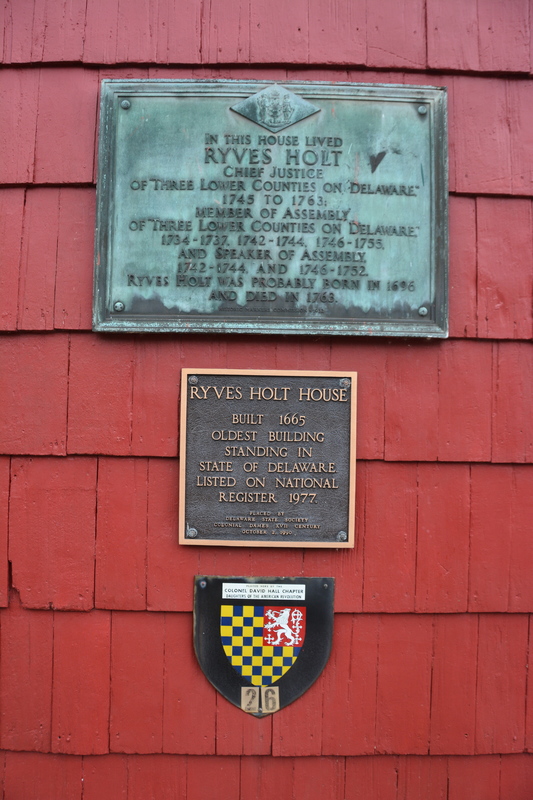 IN THIS HOUSE LIVED
RYVES HOLT
CHIEF JUSTICE
OF "THREE LOWER COUNTIES ON DELAWARE,"
1745 TO 1763;
MEMBER OF ASSEMBLY
OF "THREE LOWER COUNTIES ON DELAWARE,"
1734-1737, 1742-1744, 1746-1755,
AND SPEAKER OF ASSEMBLY,
1742-1744, AND 1746-1752.
RYVES HOLT WAS PROBABLY BORN IN 1696
AND DIED IN 1763.
RYVES HOLT HOUSE
BUILT 1665
OLDEST BUILDING
STANDING IN
STATE OF DELAWARE
LISTED ON NATIONAL
REGISTER 1977.
PLACED BY
DELAWARE STATE SOCIETY
COLONIAL DAMES XVII CENTURY
OCTOBER 2, 1990
COLONEL DAVID HALL CHAPTER
DAUGHTERS OF THE AMERICAN REVOLUTION
26